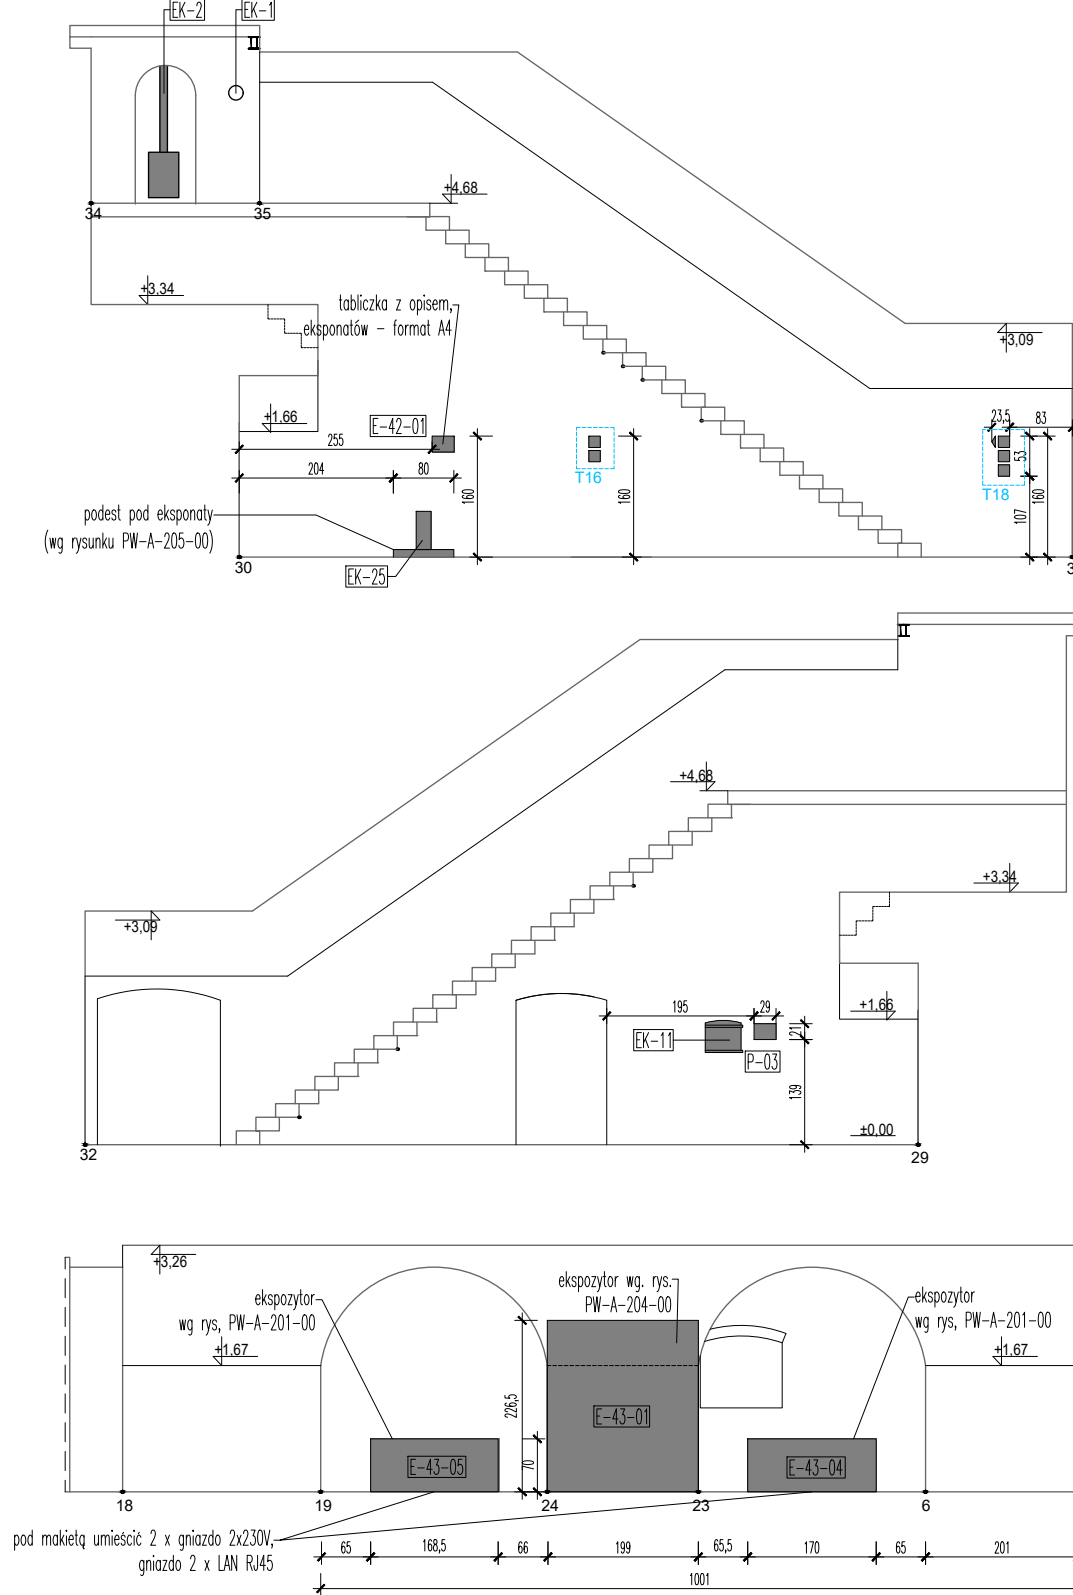 EK-2
EK-1
34
35
+4,68
+3,34
tabliczka z opisem,
eksponatów – format A4
+3,09
+1,66
E-42-01
255
204
80
160
T16
160
23,5
83
53
T18
107
160
podest pod eksponaty
(wg rysunku PW-A-205-00)
30
EK-25
+4,68
+3,34
+3,09
195
29
+1,66
EK-11
21
P-03
139
±0,00
32
29
+3,26
ekspozytor
wg rys, PW-A-201-00
ekspozytor wg. rys.
PW-A-204-00
ekspozytor
wg rys, PW-A-201-00
+1,67
+1,67
226,5
E-43-01
70
E-43-05
E-43-04
18
19
24
23
6
pod makietą umieścić 2 x gniazdo 2x230V,
gniazdo 2 x LAN RJ45
65
168,5
66
199
65,5
170
65
201
1001